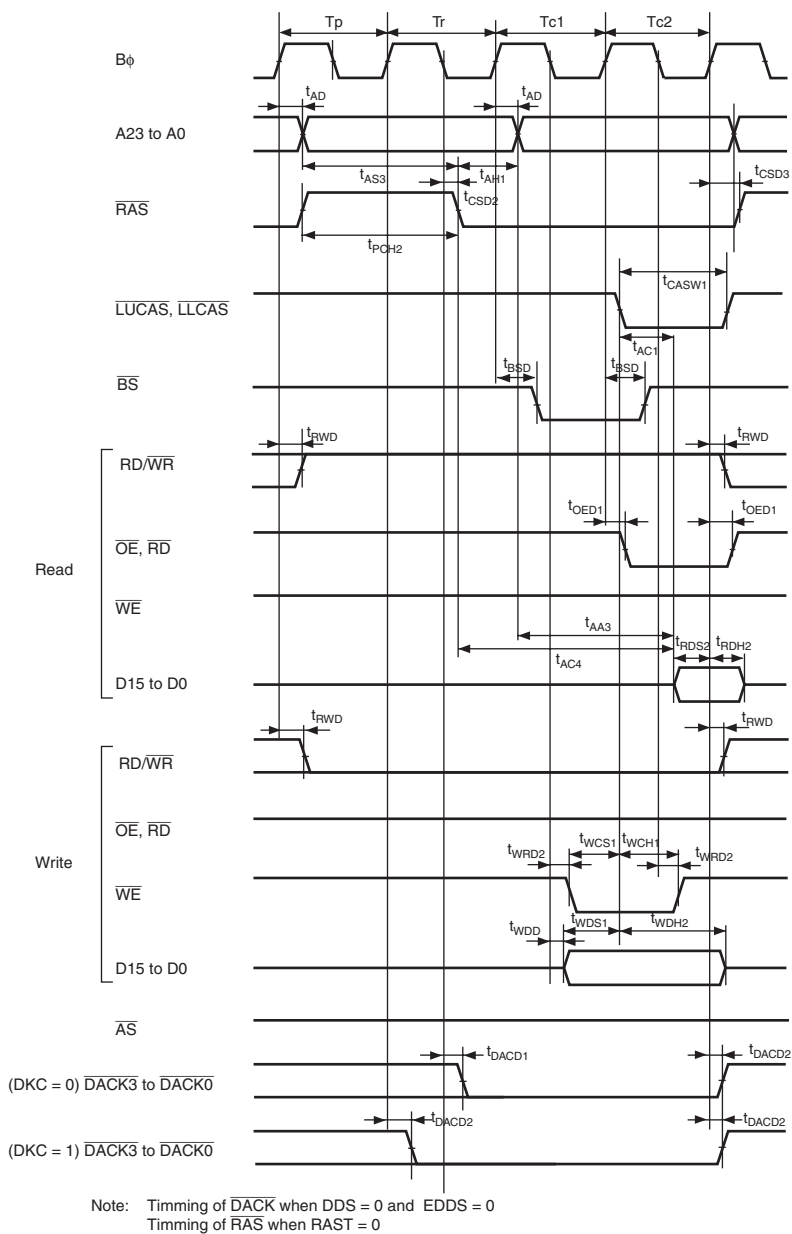 Tp Tr Tc1 Tc2
Bϕ
tAD tAD
A23 to A0
tAS3 tAH1 tCSD3
tCSD2
RAS
tPCH2
tCASW1
LUCAS, LLCAS
tAC1
tBSD tBSD
BS
tRWD tRWD
RD/WR
tOED1 tOED1
OE, RD
Read
WE
tAA3
tRDS2 tRDH2
tAC4
D15 to D0
tRWD tRWD
RD/WR
OE, RD
tWCS1 tWCH1
tWRD2 tWRD2
Write
WE
tWDS1 tWDH2
tWDD
D15 to D0
AS
tDACD1 tDACD2
(DKC = 0) DACK3 to DACK0
tDACD2 tDACD2
(DKC = 1) DACK3 to DACK0
Note: Timming of DACK when DDS = 0 and EDDS = 0
Timming of RAS when RAST = 0